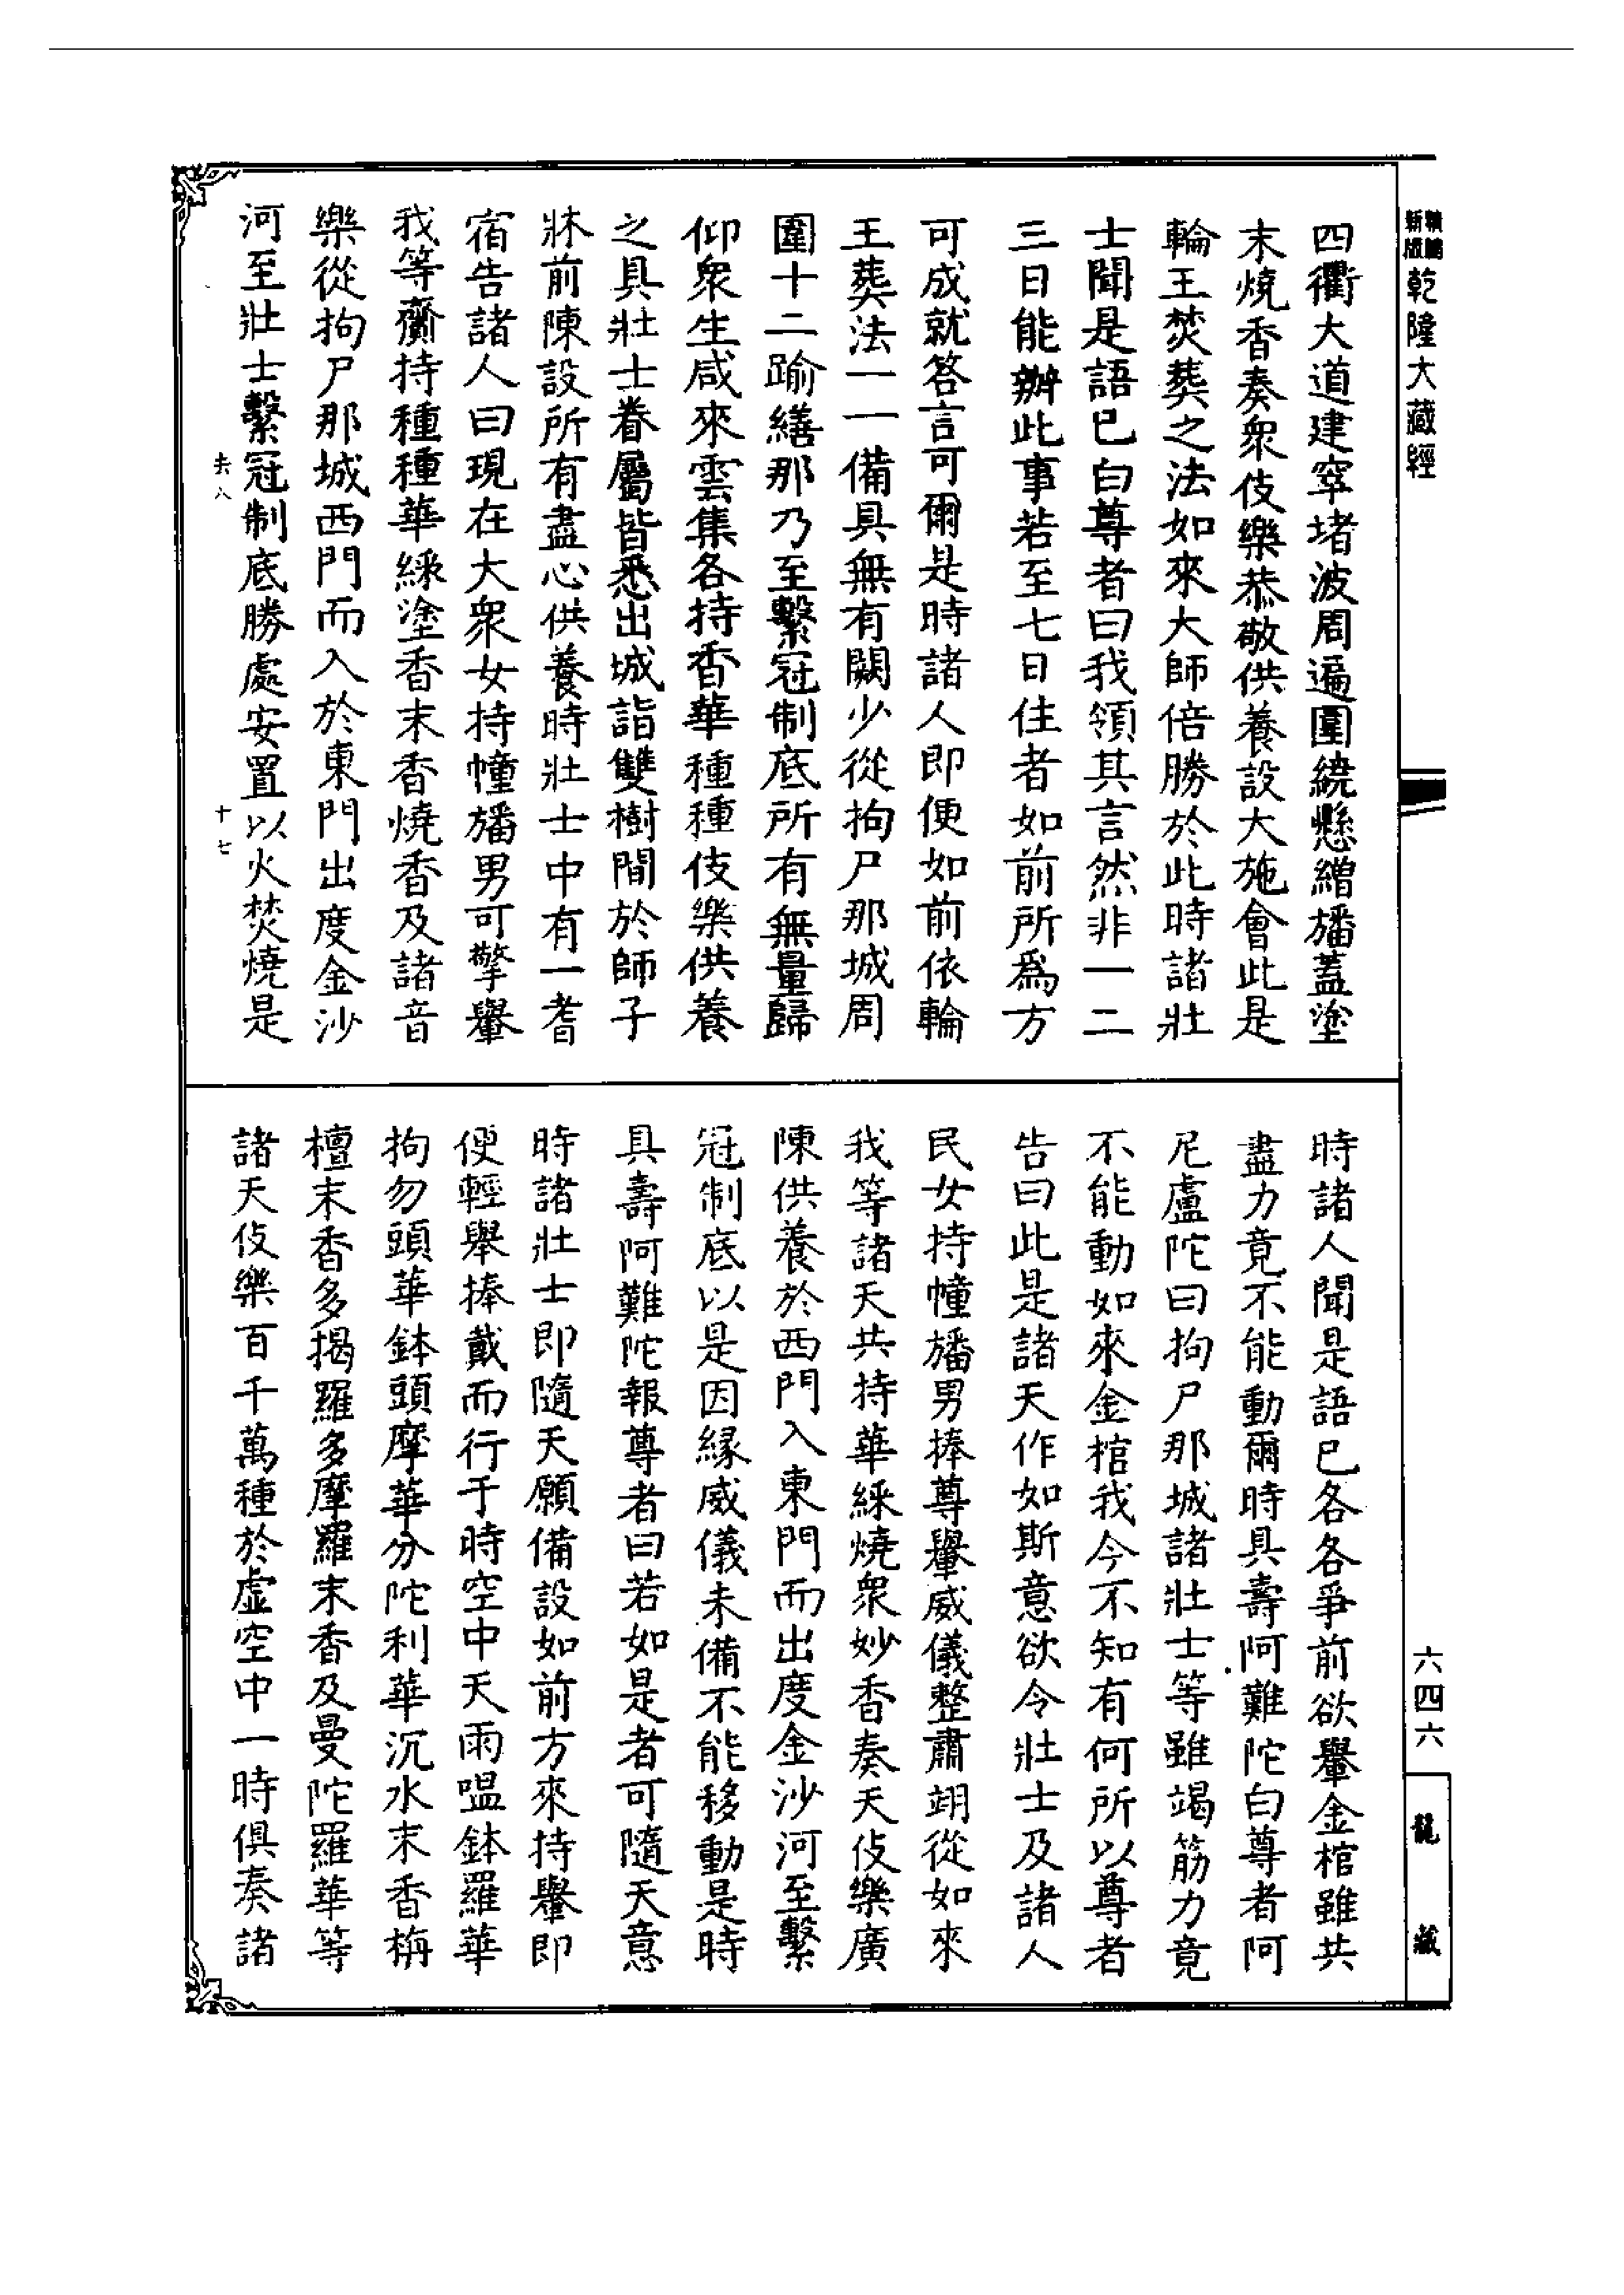 新版
乾隆大藏經
四衢大道建窣堵波周遍圍繞懸繒旛蓋塗
末燒香奏衆伎樂恭敬供養設大施會此是
輪王焚葬之法如來大師倍勝於此時諸壯
士聞是語已白尊者曰我領其言然非一二
三日能辦此事若至七日住者如前所爲方
可成就答言可爾是時諸人即便如前依輪
王葬法一一備具無有闕少從拘尸那城周
圍十二踰繕那乃至繫冠制底所有無量歸
仰衆生咸來雲集各持香華種種伎樂供養
之具壯士眷屬皆悉出城詣雙樹間於師子
牀前陳設所有盡心供養時壯士中有一耆
宿告諸人曰現在大衆女持幢旛男可擎轝
我等齎持種種華綵塗香末香燒香及諸音
樂從拘尸那城西門而入於東門出度金沙
河至壯士繫冠制底勝處安置以火焚燒是
去八
十七
時諸人聞是語已各各爭前欲轝金棺雖共
盡力竟不能動爾時具壽阿難陀白尊者阿
尼盧陀曰拘尸那城諸壯士等雖竭筋力竟
不能動如來金棺我今不知有何所以尊者
告曰此是諸天作如斯意欲令壯士及諸人
民女持幢旛男捧尊轝威儀整肅翊從如來
我等諸天共持華綵燒衆妙香奏天伎樂廣
陳供養於西門入東門而出度金沙河至繫
冠制底以是因緣威儀未備不能移動是時
具壽阿難陀報尊者曰若如是者可隨天意
時諸壯士即隨天願備設如前方來持轝即
便輕舉捧戴而行于時空中天雨嗢鉢羅華
拘勿頭華鉢頭摩華分陀利華沉水末香栴
檀末香多揭羅多摩羅末香及曼陀羅華等
諸天伎樂百千萬種於虛空中一時俱奏諸
六四六
龍藏